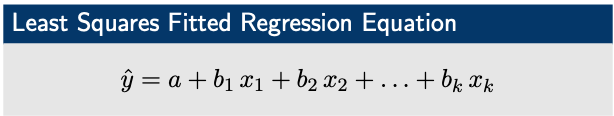 Least Squares Fitted Regression Equation
ŷ = a + b₁ x₁ + b₂ x₂ + … + bₖ xₖ